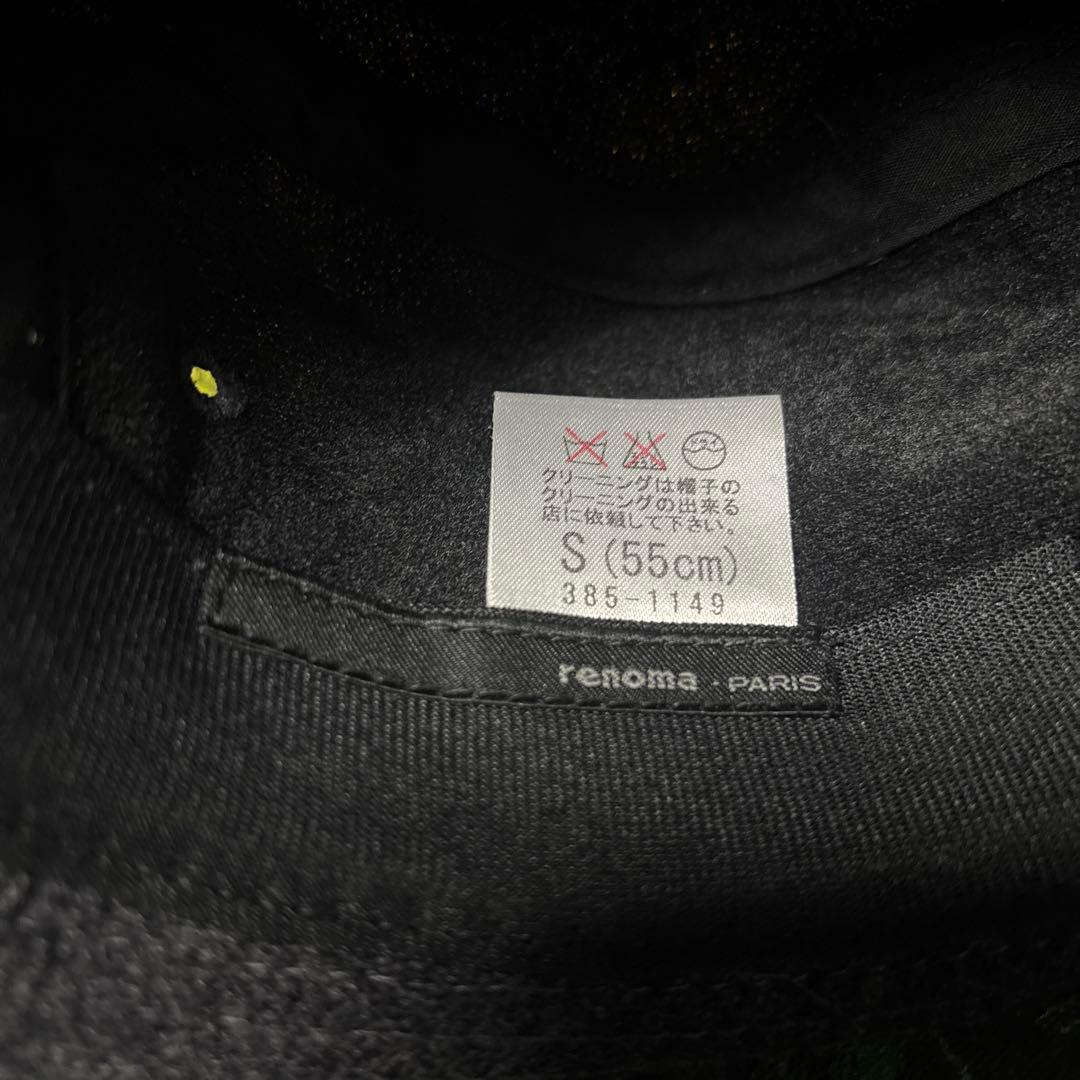 クリーニングは帽子の
クリーニングの出来る
店に依頼して下さい。
S (55cm)
385-1149
renoma · PARIS